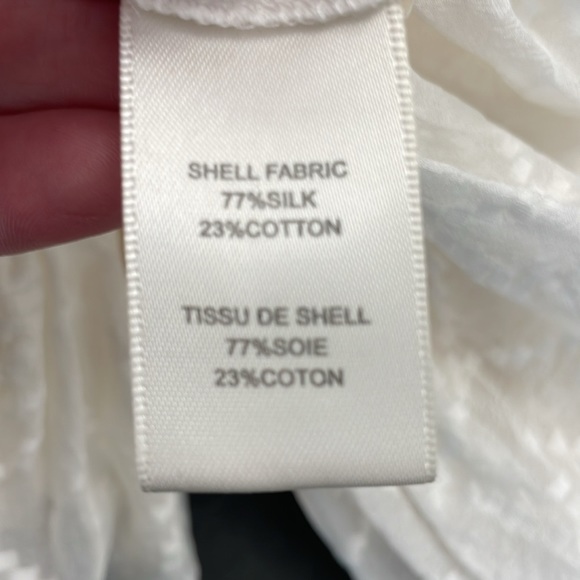 SHELL FABRIC
77%SILK
23%COTTON
TISSU DE SHELL
77%SOIE
23%COTON